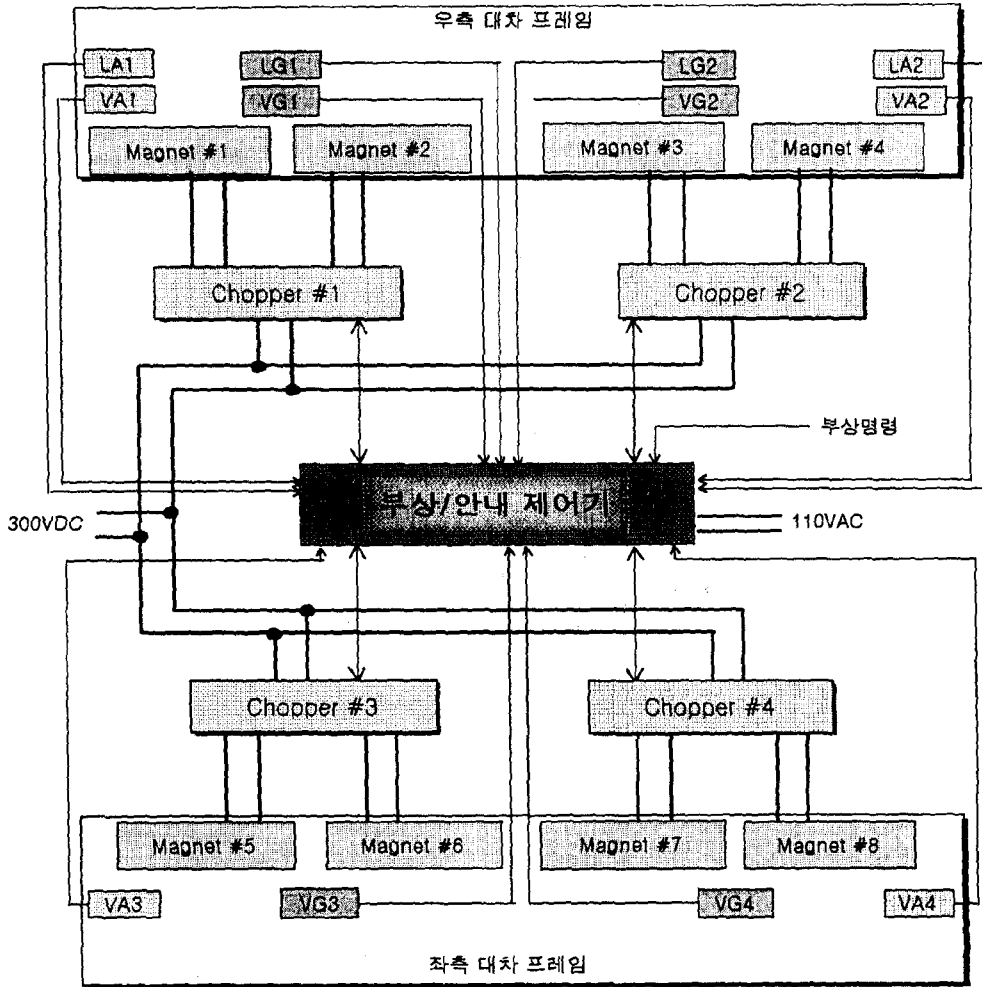 우측 대차 프레임
LA1 LG1 LG2 LA2
VA1 VG1 VG2 VA2
Magnet #1 Magnet #2 Magnet #3 Magnet #4
Chopper #1 Chopper #2
부상명령
부상/안내 제어기
300VDC 110VAC
Chopper #3 Chopper #4
Magnet #5 Magnet #6 Magnet #7 Magnet #8
VA3 VG3 VG4 VA4
좌측 대차 프레임